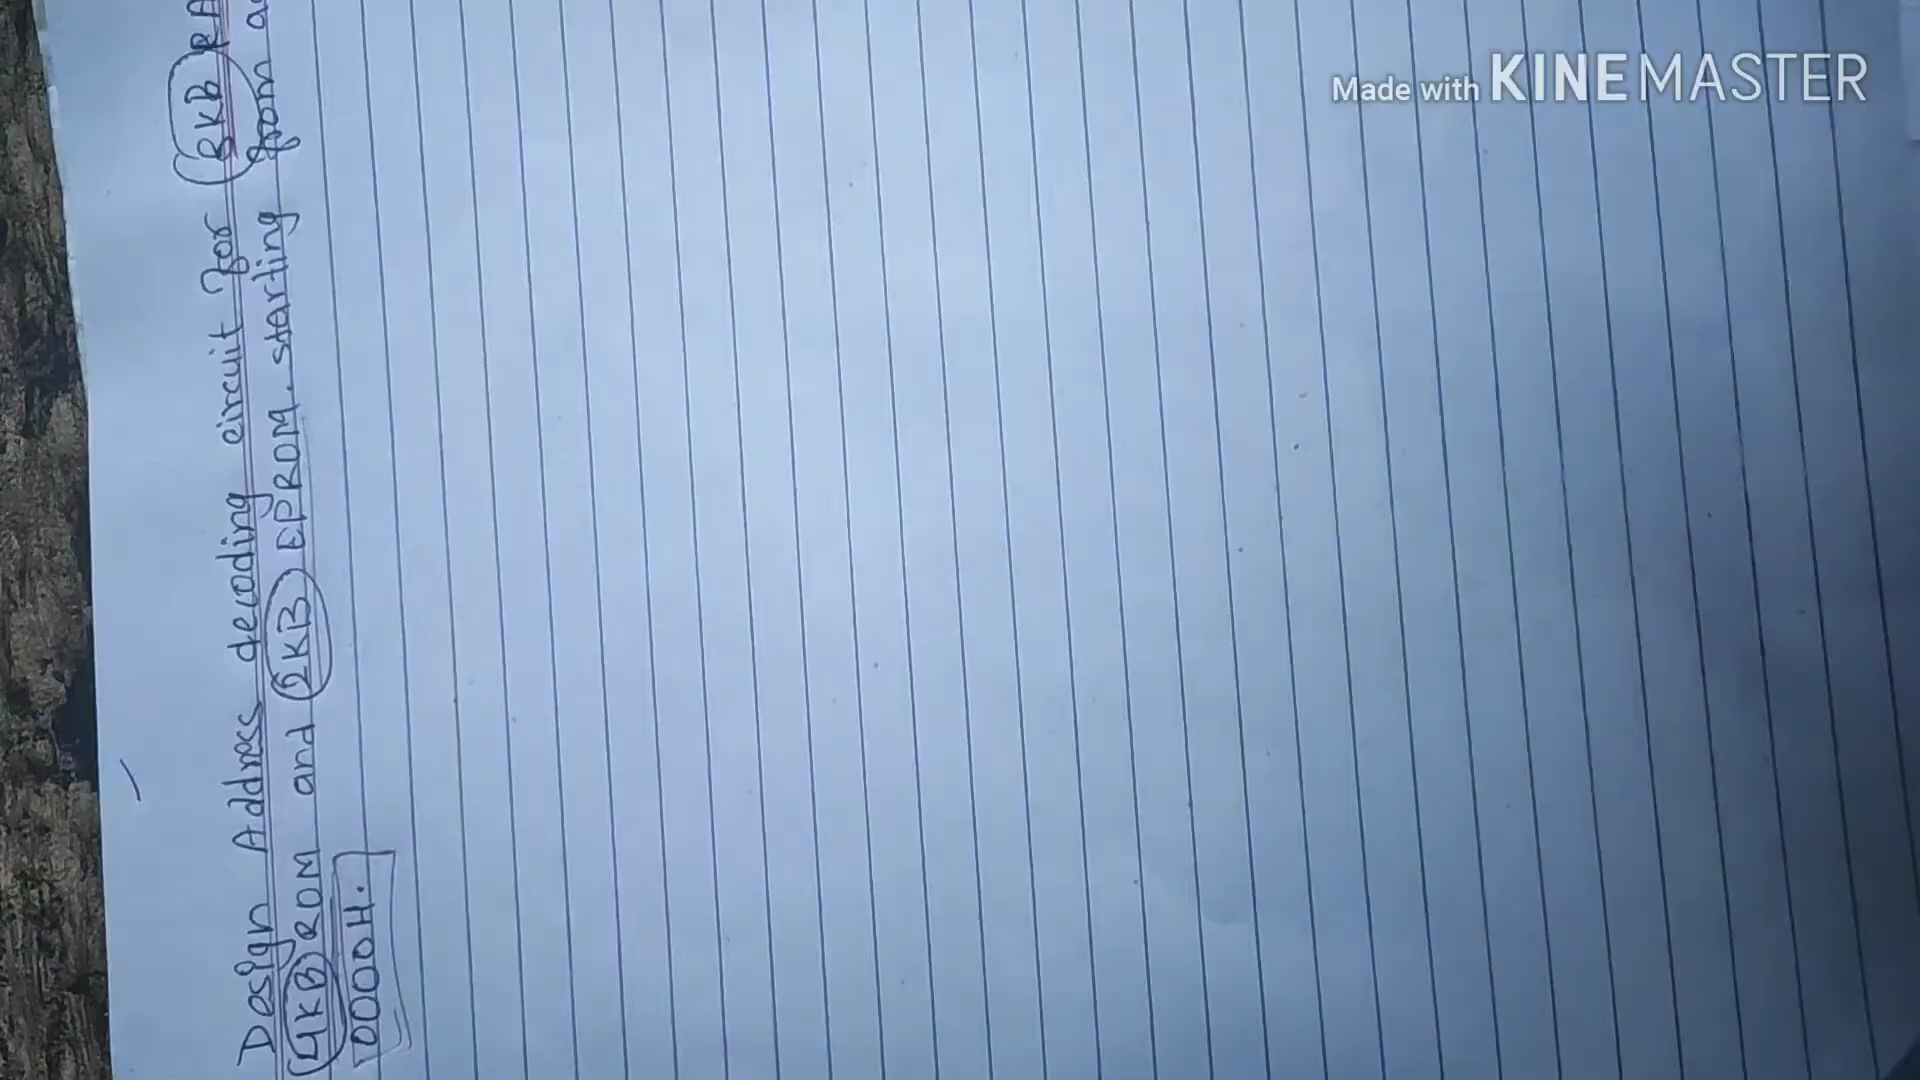 Design Address decoding circuit for 8KB RA
4KB ROM and 2KB EPROM. starting from a
0000H.
Made with KINEMASTER